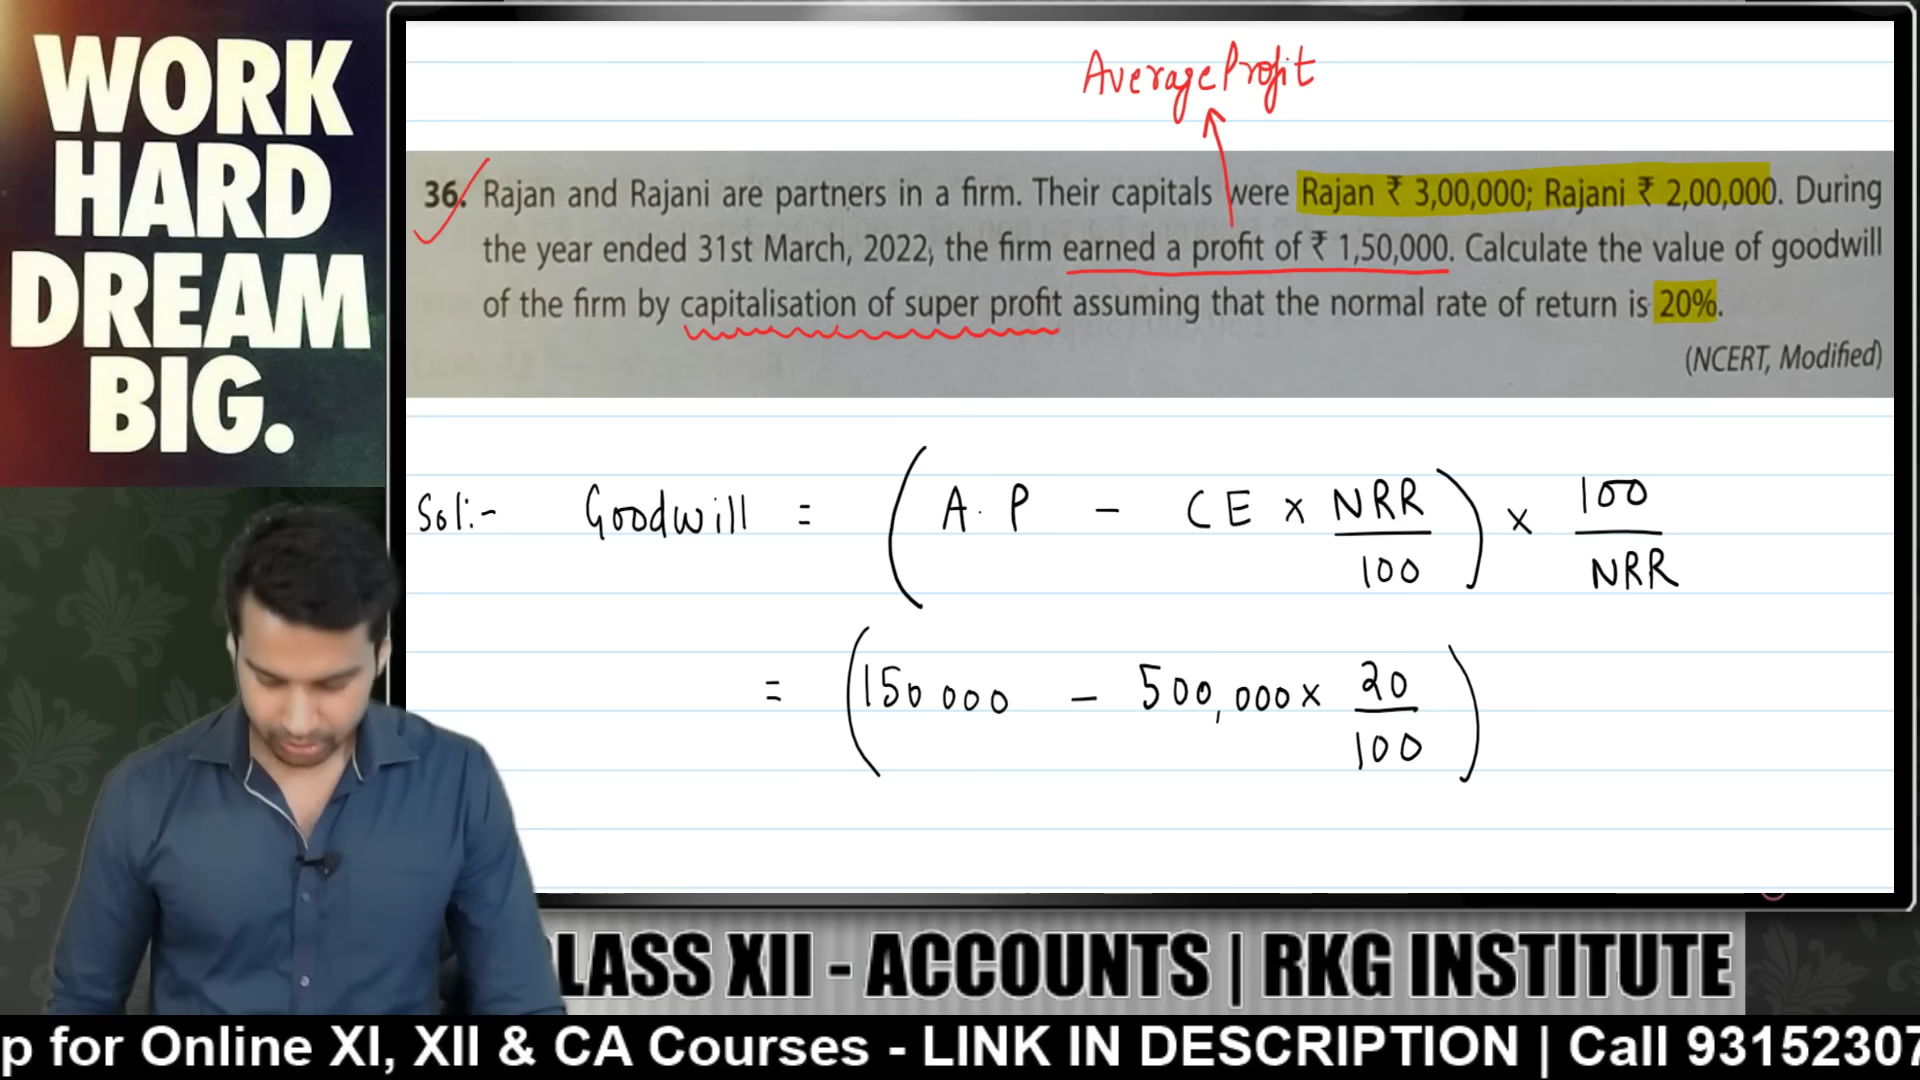 WORK
HARD
DREAM
BIG.
Average Profit
36. Rajan and Rajani are partners in a firm. Their capitals were Rajan ₹ 3,00,000; Rajani ₹ 2,00,000. During
the year ended 31st March, 2022, the firm earned a profit of ₹ 1,50,000. Calculate the value of goodwill
of the firm by capitalisation of super profit assuming that the normal rate of return is 20%.
(NCERT, Modified)
Sol:- Goodwill = (A.P - CE × NRR/100) × 100/NRR
= (150000 - 500,000 × 20/100)
LASS XII - ACCOUNTS | RKG INSTITUTE
p for Online XI, XII & CA Courses - LINK IN DESCRIPTION | Call 93152307